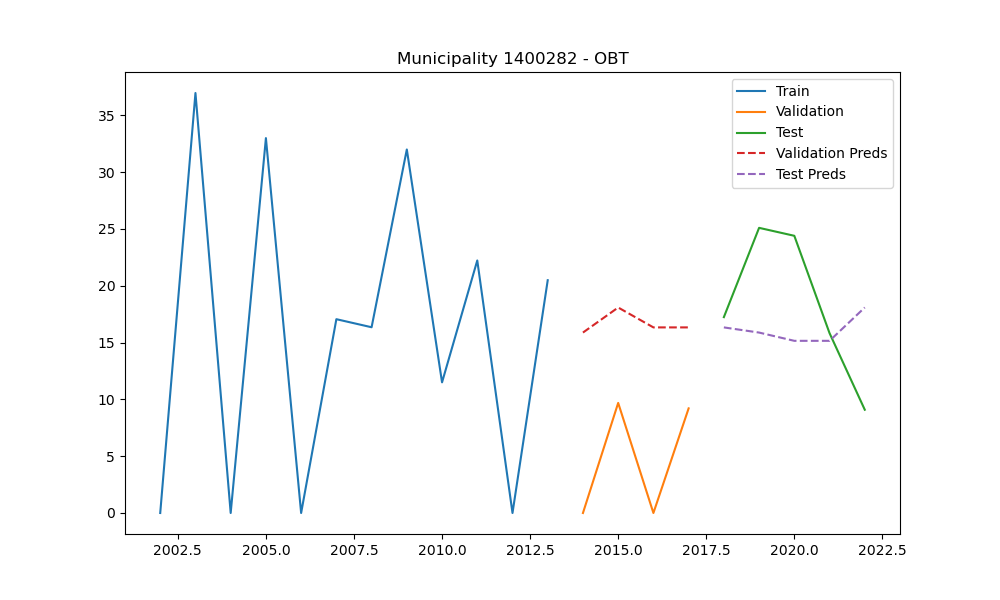 Municipality 1400282 - OBT
Train
Validation
Test
Validation Preds
Test Preds
35
30
25
20
15
10
5
0
2002.5 2005.0 2007.5 2010.0 2012.5 2015.0 2017.5 2020.0 2022.5